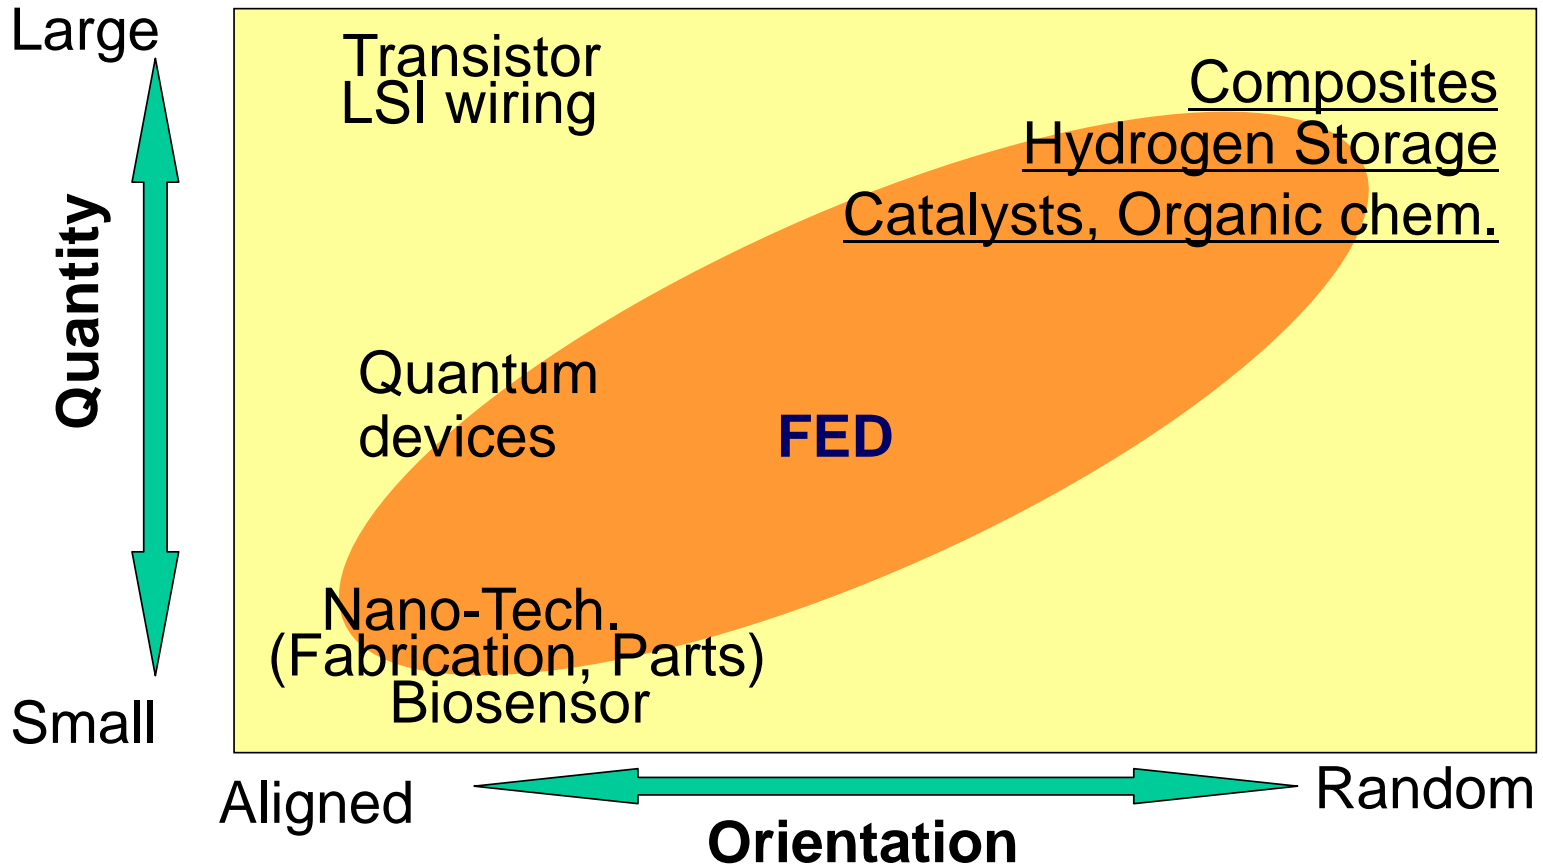 Large
Transistor
LSI wiring
Composites
Hydrogen Storage
Catalysts, Organic chem.
Quantity
Quantum
devices
FED
Nano-Tech.
(Fabrication, Parts)
Biosensor
Small
Aligned
Random
Orientation